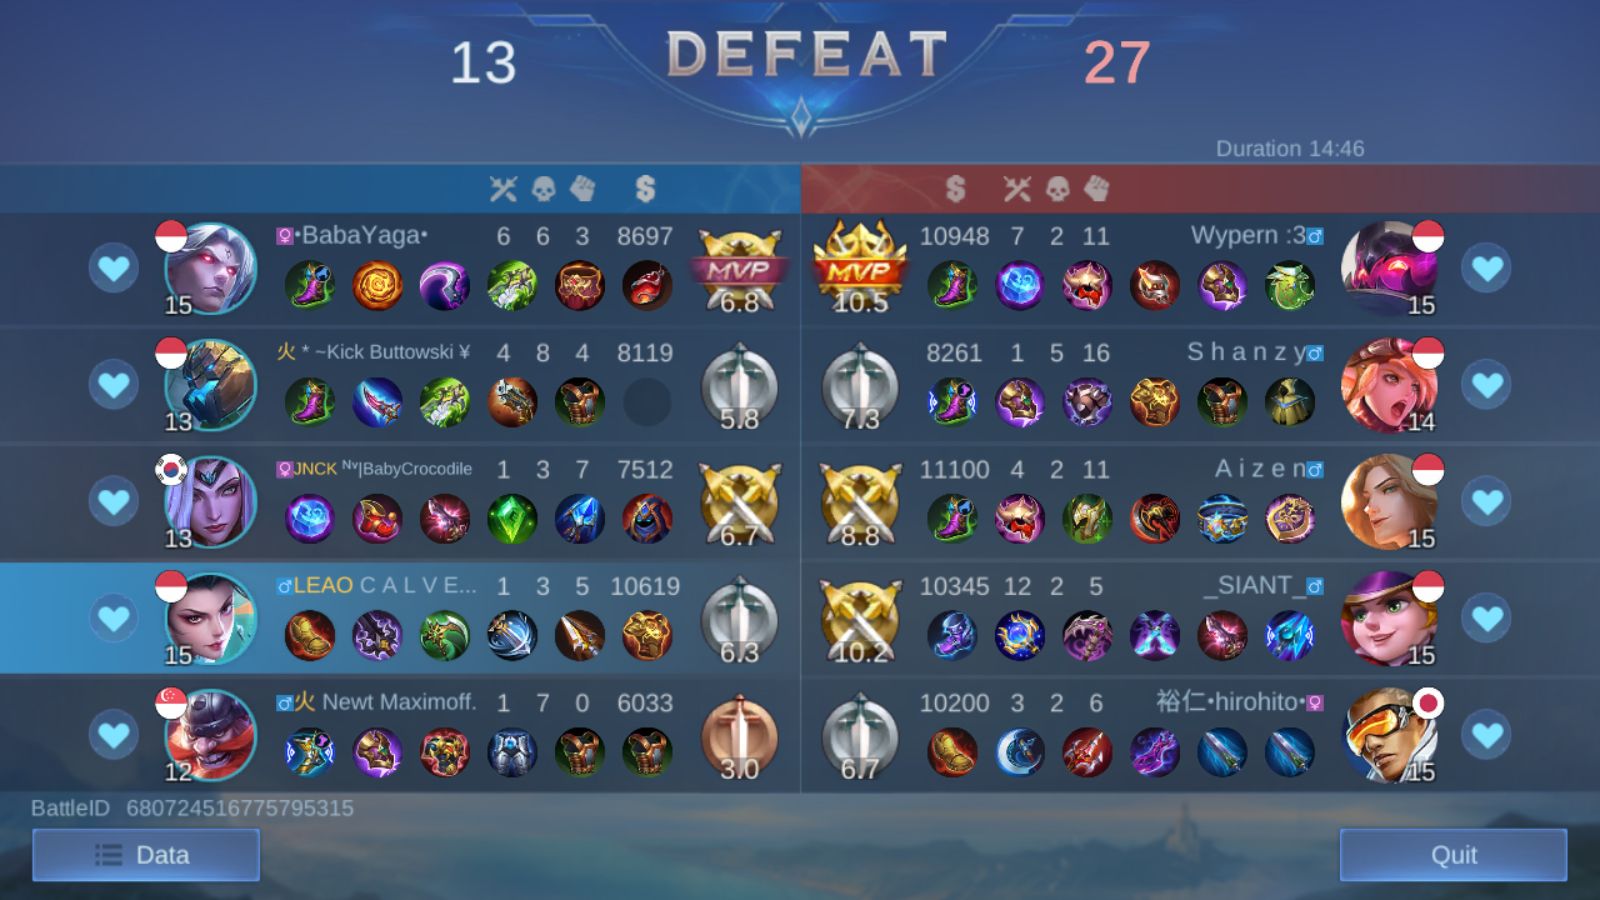 13 DEFEAT 27
Duration 14:46
•BabaYaga• 6 6 3 8697
15 MVP 6.8
10948 7 2 11 Wypern :3
MVP 10.5 15
火 * ~Kick Buttowski ¥ 4 8 4 8119
13 5.8
8261 1 5 16 S h a n z y
7.3 14
JNCK ᴺᵛ|BabyCrocodile 1 3 7 7512
13 6.7
11100 4 2 11 A i z e n
8.8 15
LEAO C A L V E... 1 3 5 10619
15 6.3
10345 12 2 5 _SIANT_
10.2 15
火 Newt Maximoff. 1 7 0 6033
12 3.0
10200 3 2 6 裕仁•hirohito•
6.7 15
BattleID 680724516775795315
Data
Quit